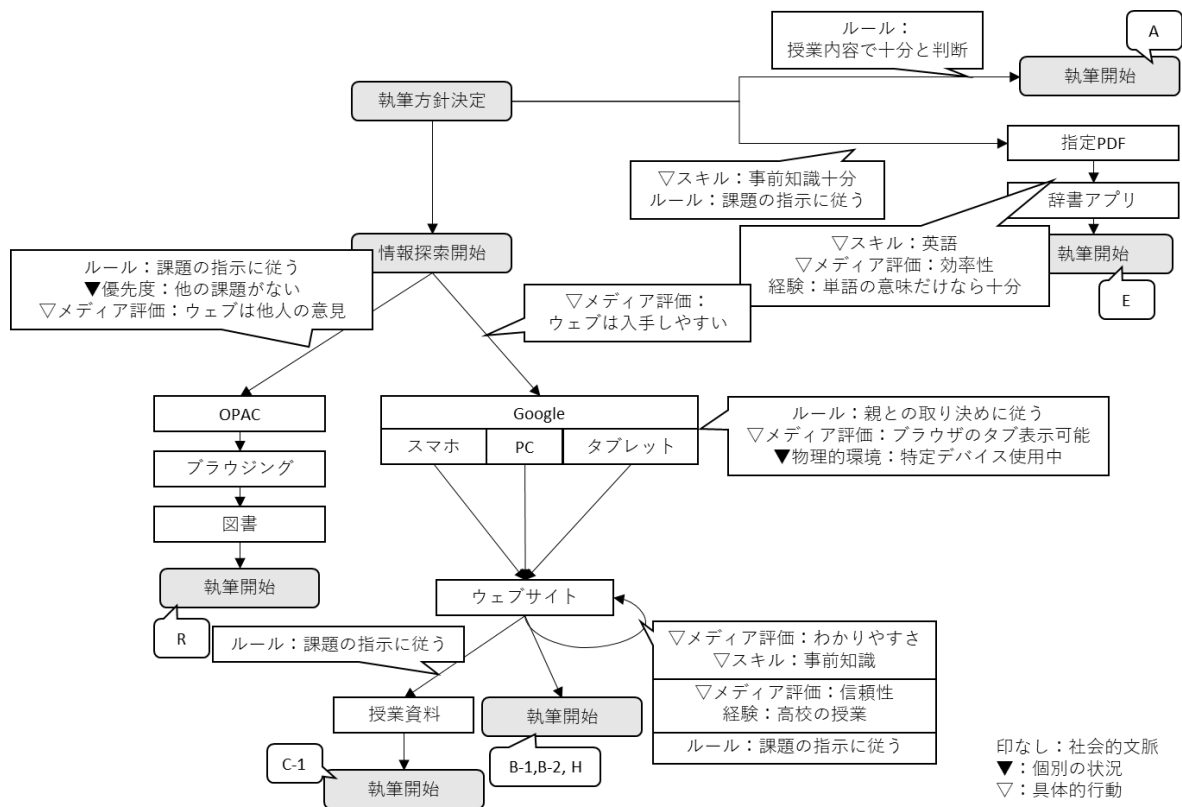 ルール：
授業内容で十分と判断
A
執筆開始
執筆方針決定
指定PDF
▽スキル：事前知識十分
ルール：課題の指示に従う
辞書アプリ
▽スキル：英語
▽メディア評価：効率性
経験：単語の意味だけなら十分
執筆開始
E
情報探索開始
ルール：課題の指示に従う
▼優先度：他の課題がない
▽メディア評価：ウェブは他人の意見
▽メディア評価：
ウェブは入手しやすい
OPAC
ブラウジング
図書
執筆開始
R
Google
スマホ
PC
タブレット
ルール：親との取り決めに従う
▽メディア評価：ブラウザのタブ表示可能
▼物理的環境：特定デバイス使用中
ウェブサイト
ルール：課題の指示に従う
▽メディア評価：わかりやすさ
▽スキル：事前知識
▽メディア評価：信頼性
経験：高校の授業
ルール：課題の指示に従う
授業資料
執筆開始
B-1,B-2, H
C-1
執筆開始
印なし：社会的文脈
▼：個別の状況
▽：具体的行動